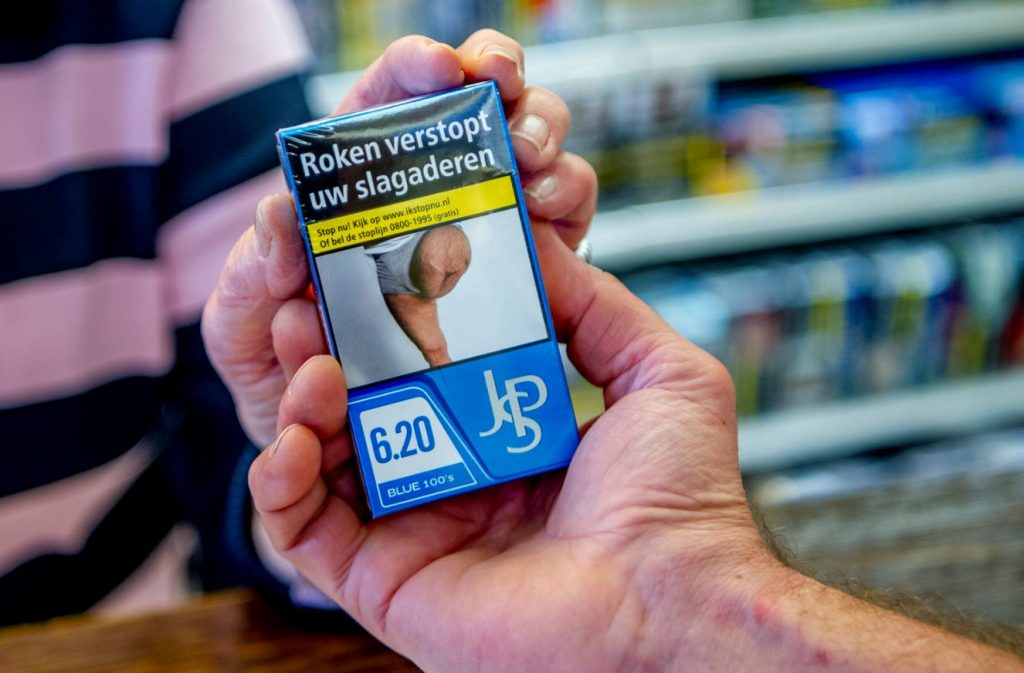 Roken verstopt
uw slagaderen
Stop nu! Kijk op www.ikstopnu.nl
Of bel de stoplijn 0800-1995 (gratis)
JPS
6.20
BLUE 100's